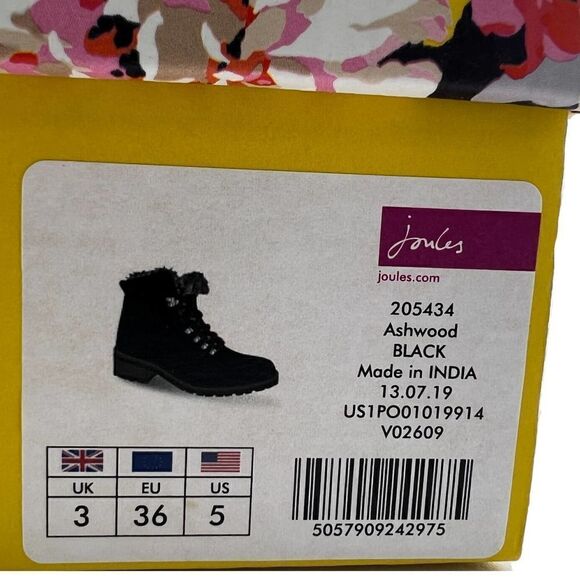 joules
joules.com
205434
Ashwood
BLACK
Made in INDIA
13.07.19
US1PO01019914
V02609
UK EU US
3 36 5
5057909242975